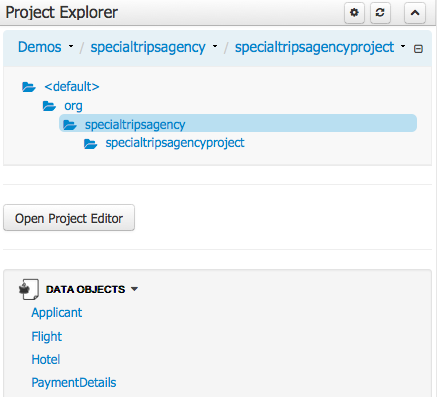 Project Explorer
Demos / specialtripsagency / specialtripsagencyproject
<default>
org
specialtripsagency
specialtripsagencyproject
Open Project Editor
DATA OBJECTS
Applicant
Flight
Hotel
PaymentDetails